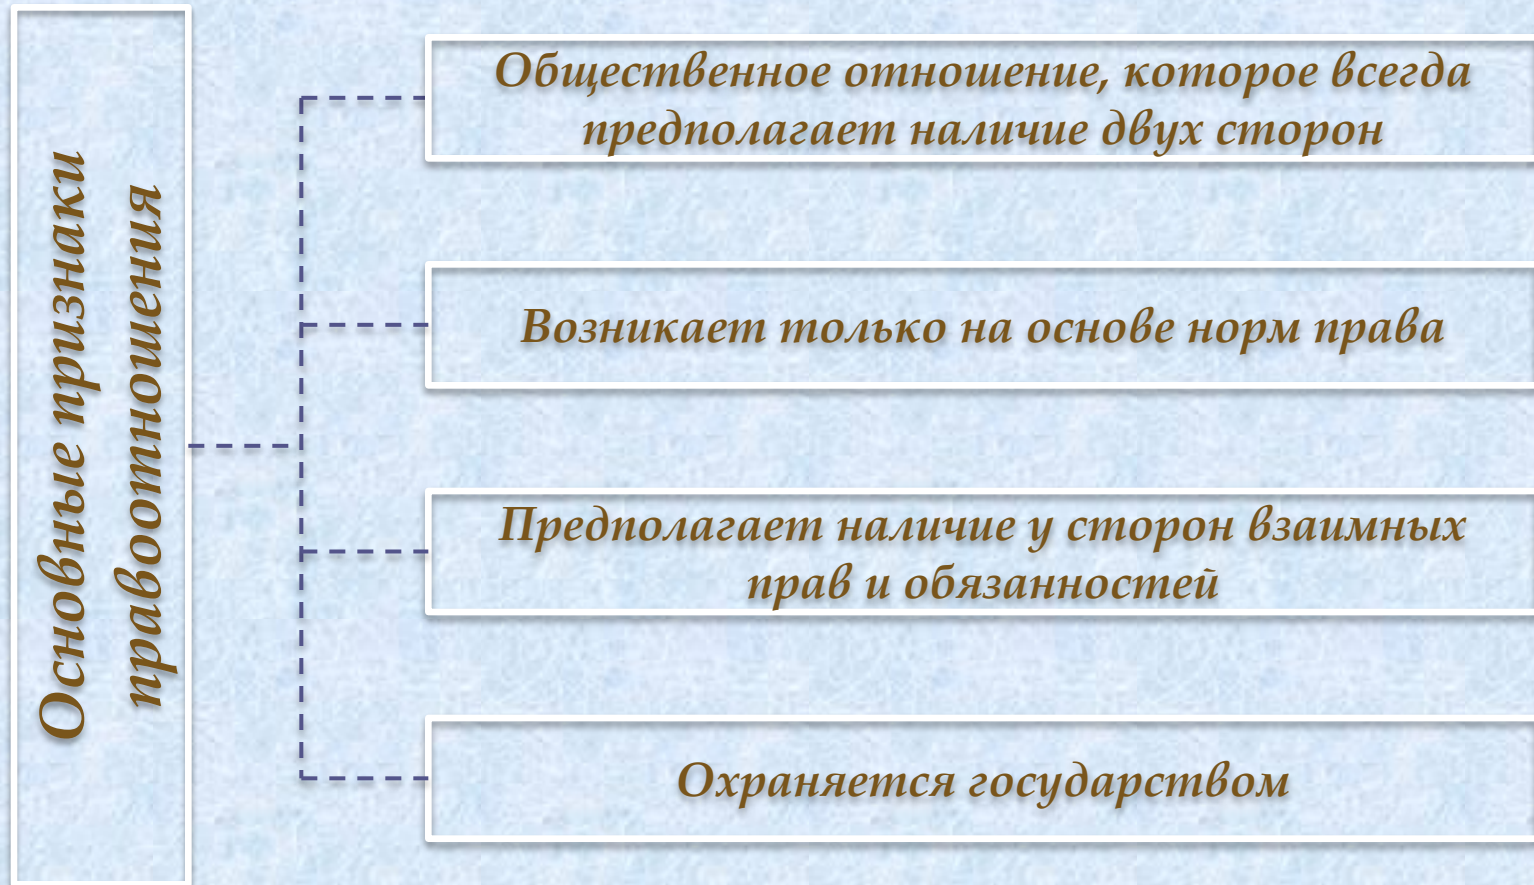 Основные признаки
правоотношения
Общественное отношение, которое всегда
предполагает наличие двух сторон
Возникает только на основе норм права
Предполагает наличие у сторон взаимных
прав и обязанностей
Охраняется государством